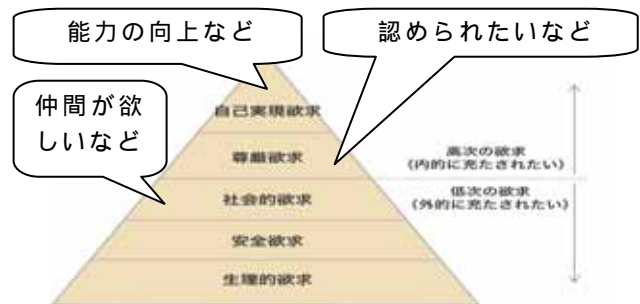 能力の向上など
認められたいなど
仲間が欲
しいなど
自己実現欲求
尊厳欲求
社会的欲求
安全欲求
生理的欲求
高次の欲求
(内的に充たされたい)
低次の欲求
(外的に充たされたい)